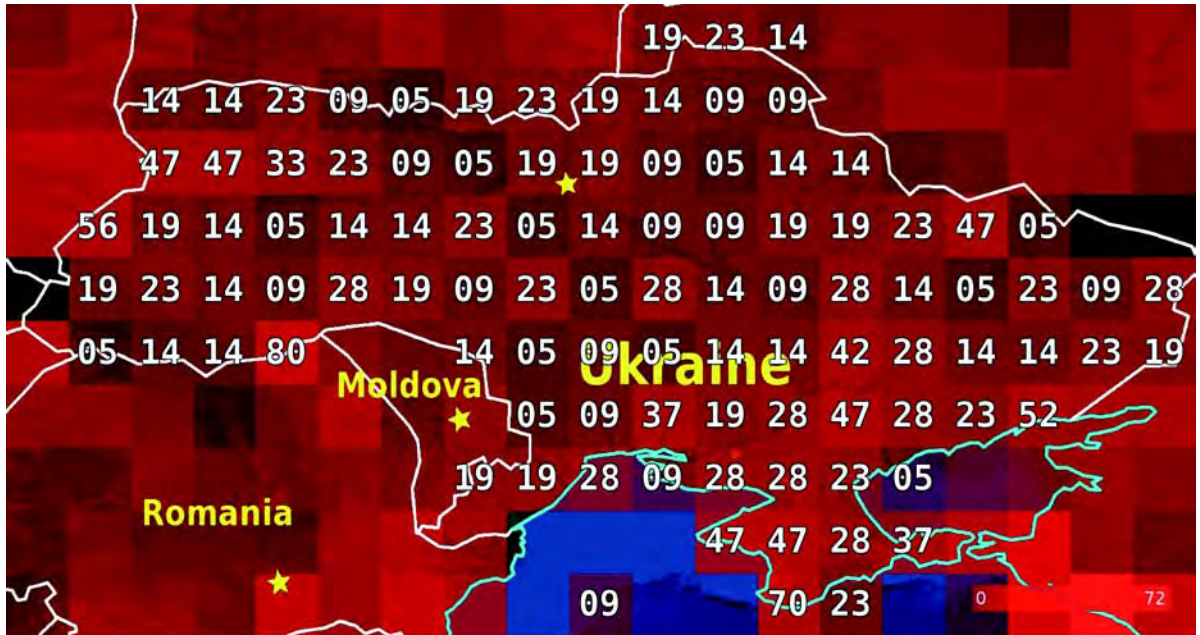 19 23 14
14 14 23 09 05 19 23 19 14 09 09
47 47 33 23 09 05 19 19 09 05 14 14
56 19 14 05 14 14 23 05 14 09 09 19 19 23 47 05
19 23 14 09 28 19 09 23 05 28 14 09 28 14 05 23 09 28
05 14 14 80 14 05 09 05 14 14 42 28 14 14 23 19
Ukraine
Moldova
05 09 37 19 28 47 28 23 52
19 19 28 09 28 28 23 05
Romania
47 47 28 37
09 70 23
0 72